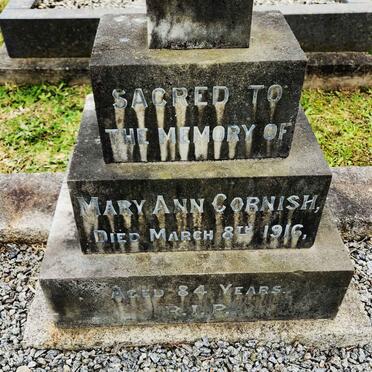 SACRED TO
THE MEMORY OF
MARY ANN CORNISH,
DIED MARCH 8TH 1916,
AGED 84 YEARS.
R.I.P.